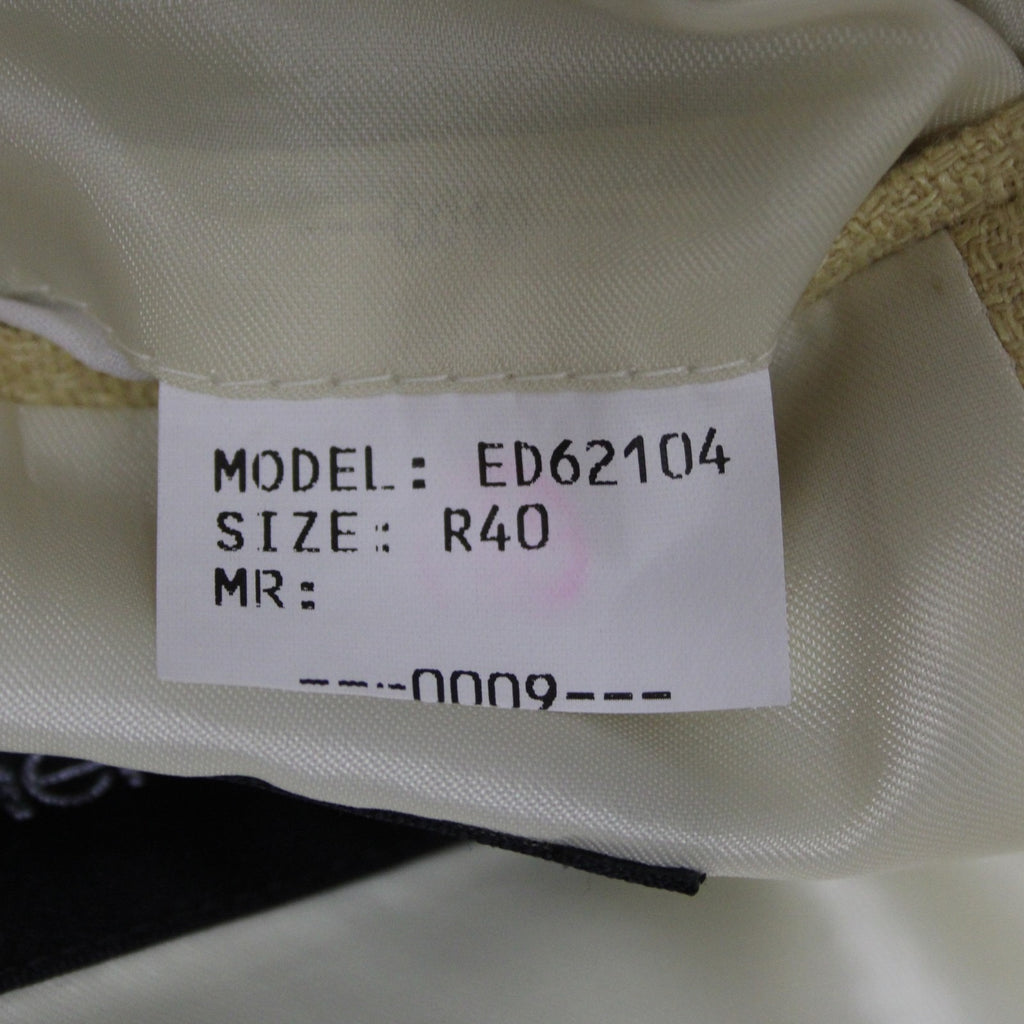 MODEL: ED62104
SIZE: R40
MR:
-----0009---